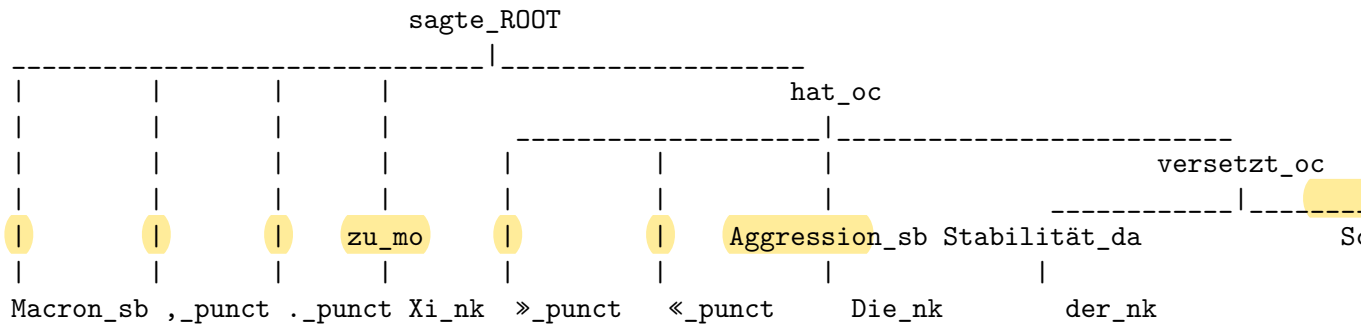 sagte_ROOT
hat_oc
versetzt_oc
zu_mo Aggression_sb Stabilität_da
Macron_sb ,_punct ._punct Xi_nk »_punct «_punct Die_nk der_nk